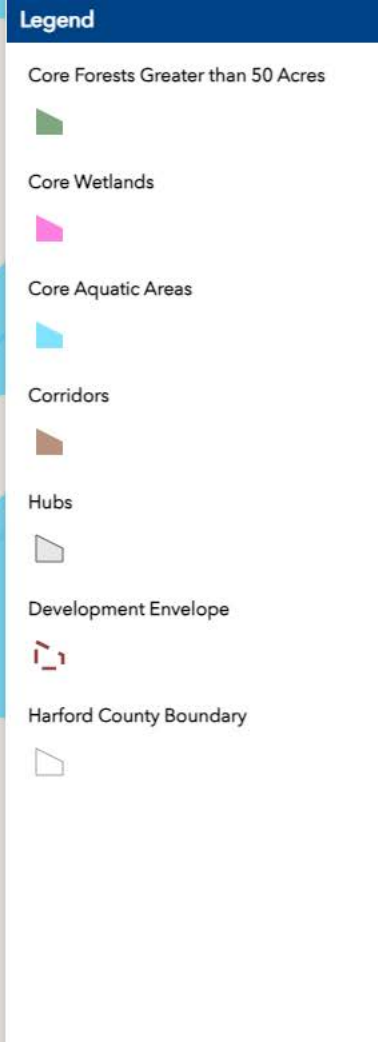 Legend
Core Forests Greater than 50 Acres
Core Wetlands
Core Aquatic Areas
Corridors
Hubs
Development Envelope
Harford County Boundary